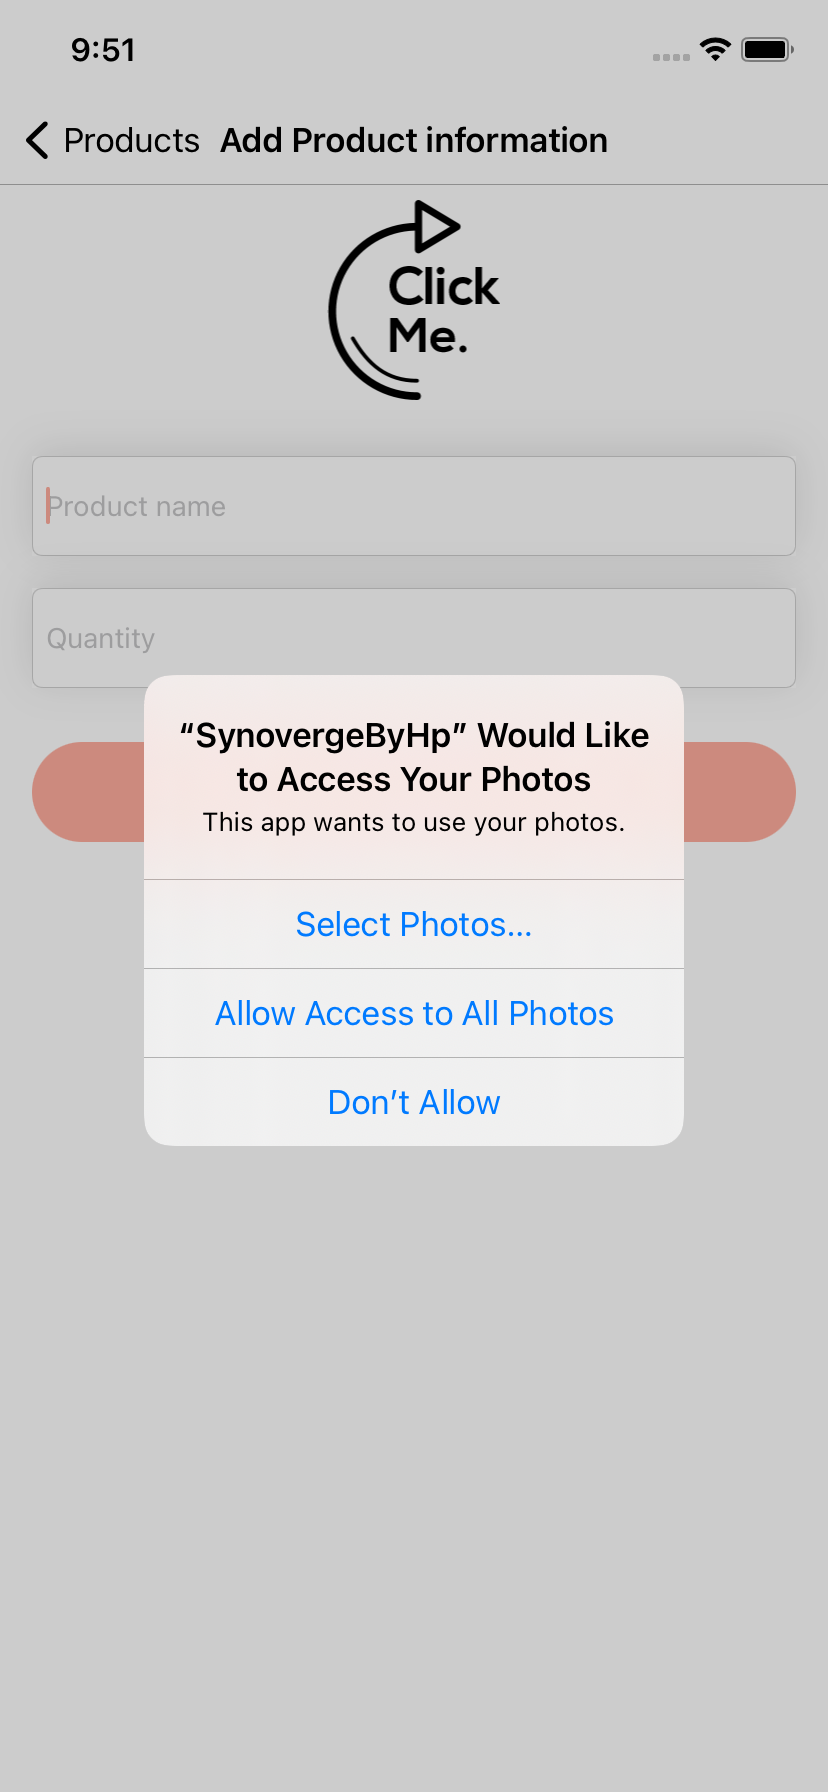 9:51
Products Add Product information
Click
Me.
Product name
Quantity
“SynovergeByHp” Would Like
to Access Your Photos
This app wants to use your photos.
Select Photos...
Allow Access to All Photos
Don’t Allow